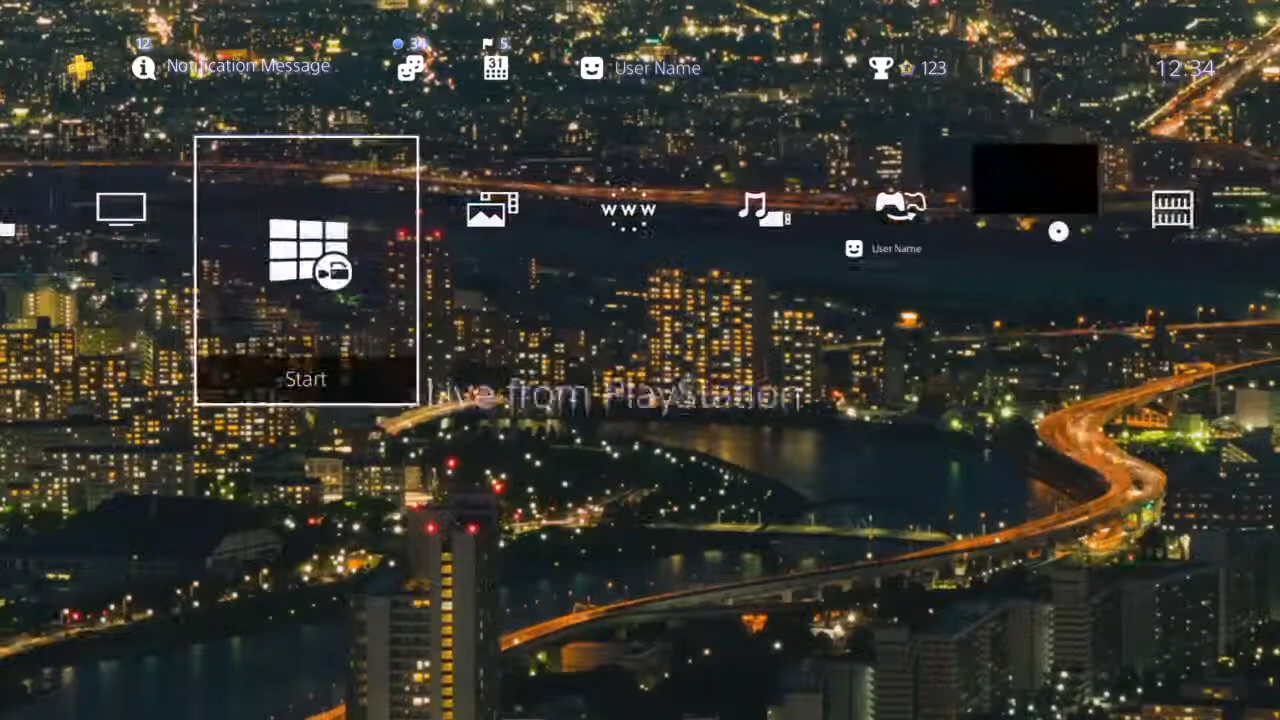 12
34
5
Notification Message
31
User Name
123
12:34
www
User Name
Start
Live from PlayStation